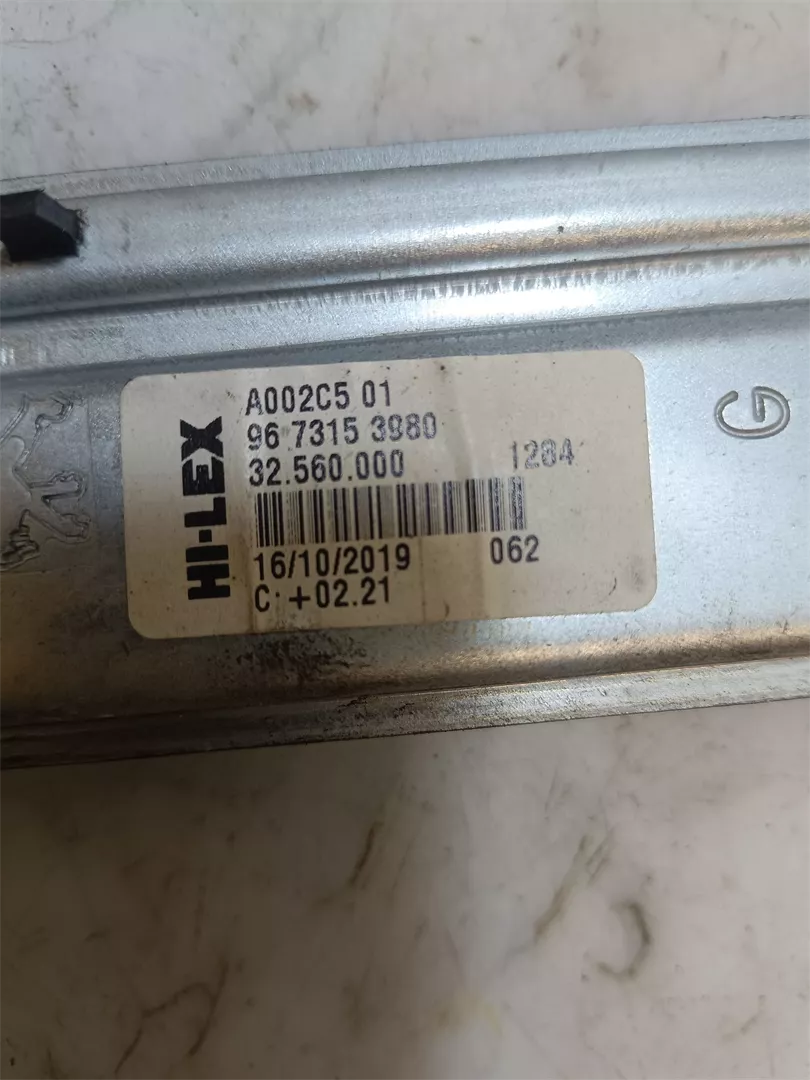 HI-LEX
A002C5 01
96 7315 3980
32.560.000 1284
16/10/2019 062
C: +02.21
G